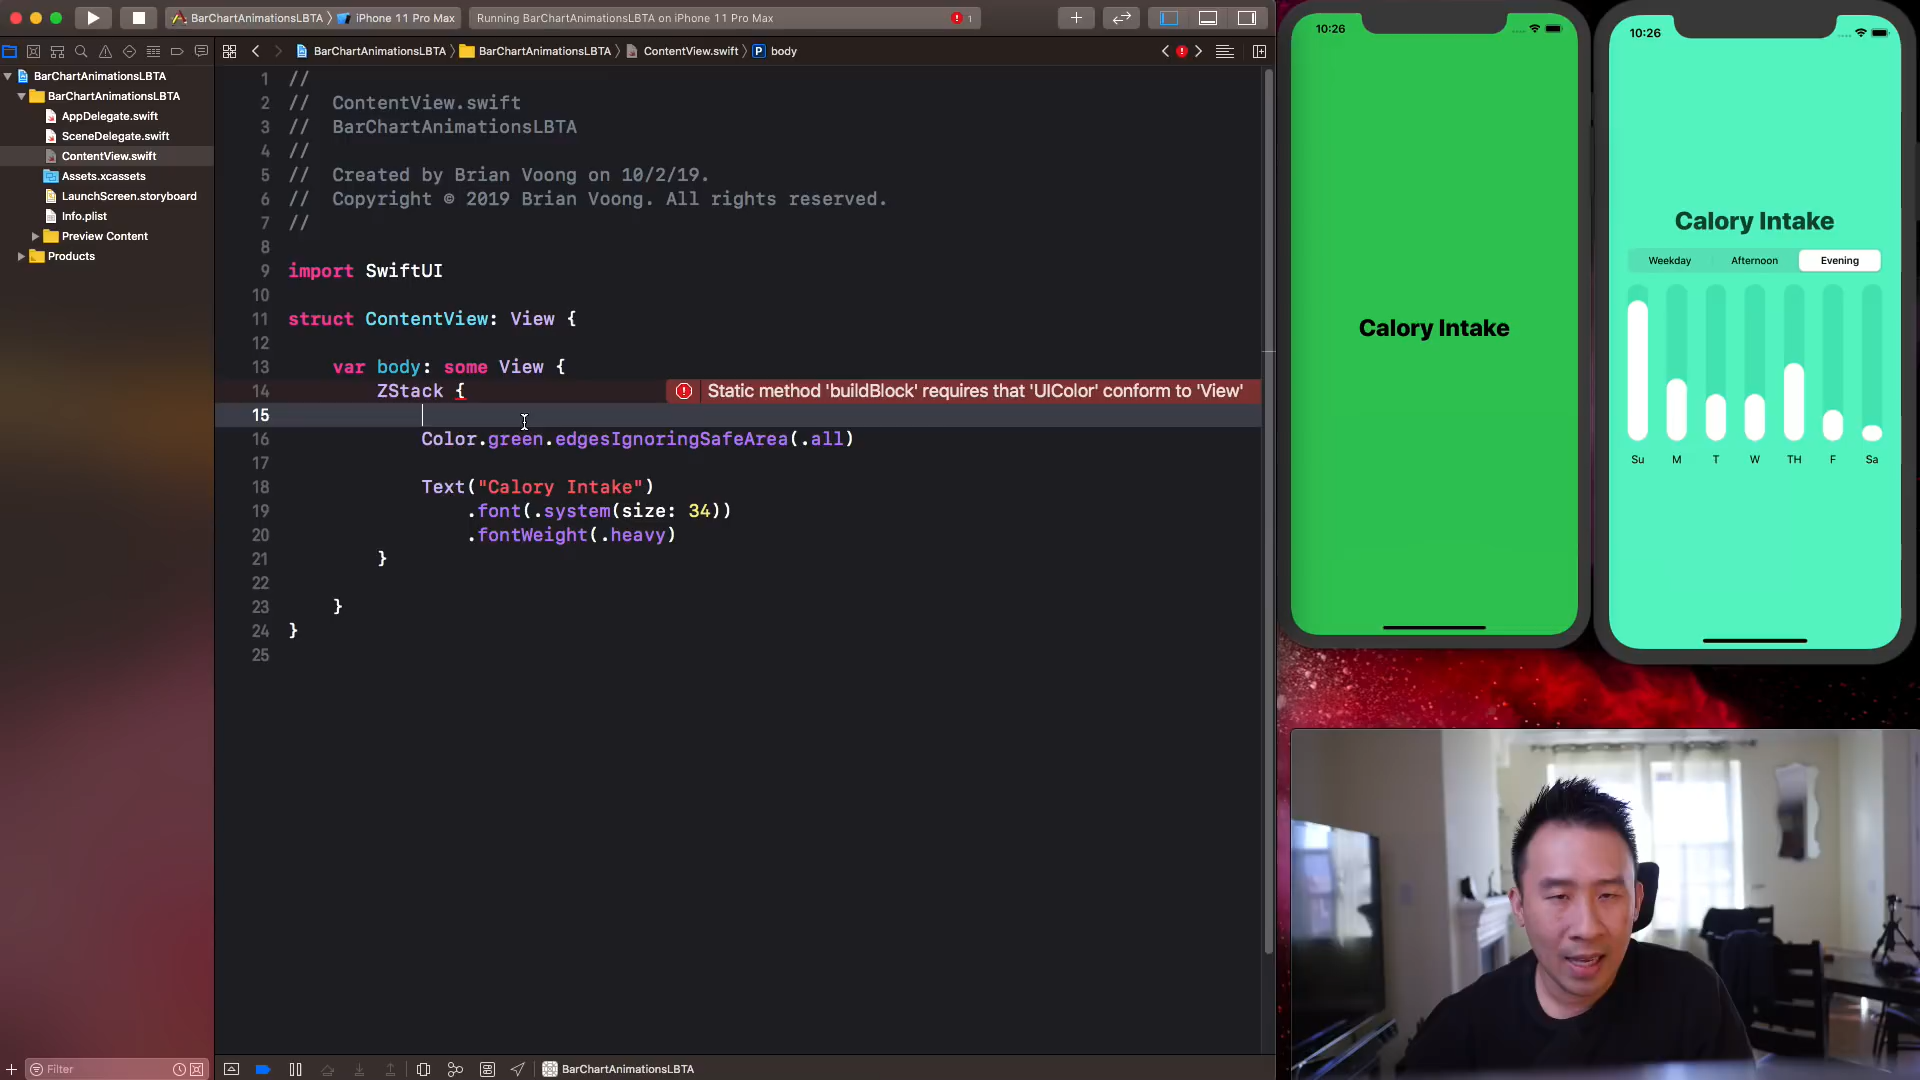 BarChartAnimationsLBTA
iPhone 11 Pro Max
Running BarChartAnimationsLBTA on iPhone 11 Pro Max
1
BarChartAnimationsLBTA
BarChartAnimationsLBTA
ContentView.swift
P
body
BarChartAnimationsLBTA
BarChartAnimationsLBTA
AppDelegate.swift
SceneDelegate.swift
ContentView.swift
Assets.xcassets
LaunchScreen.storyboard
Info.plist
Preview Content
Products
1 //
2 // ContentView.swift
3 // BarChartAnimationsLBTA
4 //
5 // Created by Brian Voong on 10/2/19.
6 // Copyright © 2019 Brian Voong. All rights reserved.
7 //
8
9 import SwiftUI
10
11 struct ContentView: View {
12
13 var body: some View {
14 ZStack {
Static method 'buildBlock' requires that 'UIColor' conform to 'View'
15
16 Color.green.edgesIgnoringSafeArea(.all)
17
18 Text("Calory Intake")
19 .font(.system(size: 34))
20 .fontWeight(.heavy)
21 }
22
23 }
24 }
25
Filter
BarChartAnimationsLBTA
10:26
Calory Intake
10:26
Calory Intake
Weekday Afternoon Evening
Su M T W TH F Sa